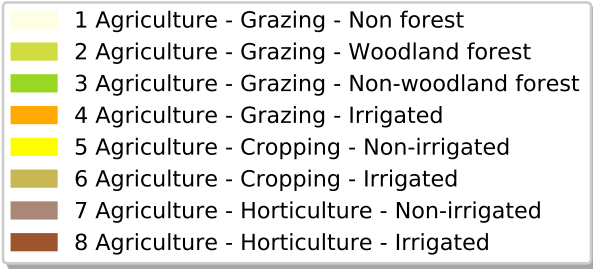 1 Agriculture - Grazing - Non forest
2 Agriculture - Grazing - Woodland forest
3 Agriculture - Grazing - Non-woodland forest
4 Agriculture - Grazing - Irrigated
5 Agriculture - Cropping - Non-irrigated
6 Agriculture - Cropping - Irrigated
7 Agriculture - Horticulture - Non-irrigated
8 Agriculture - Horticulture - Irrigated